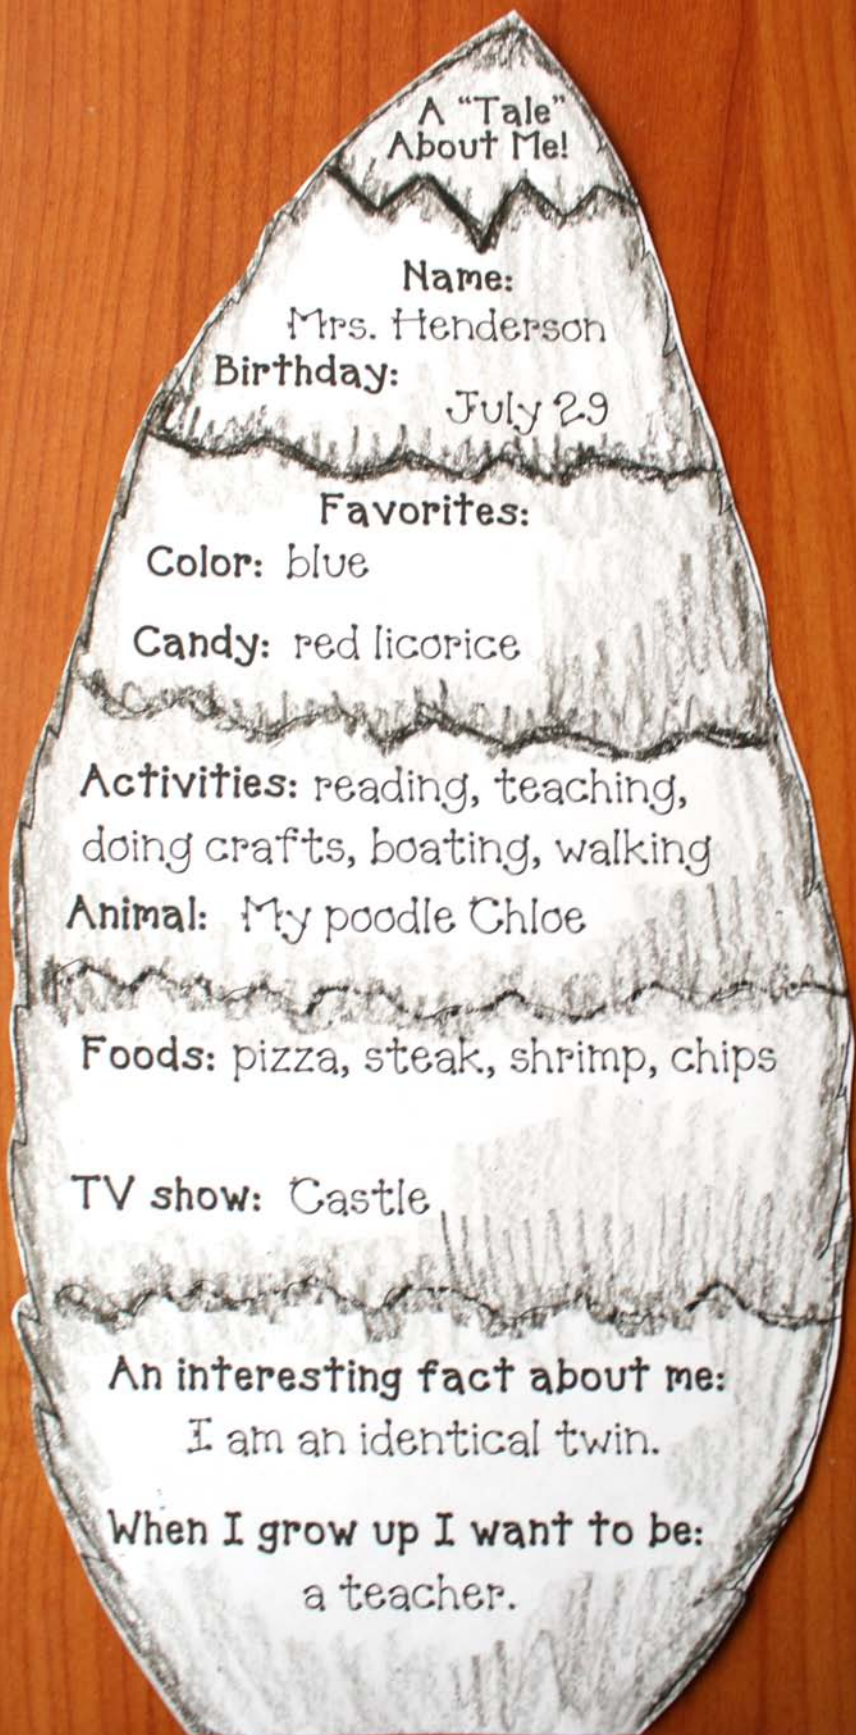 A “Tale”
About Me!
Name:
Mrs. Henderson
Birthday:
July 29
Favorites:
Color: blue
Candy: red licorice
Activities: reading, teaching,
doing crafts, boating, walking
Animal: My poodle Chloe
Foods: pizza, steak, shrimp, chips
TV show: Castle
An interesting fact about me:
I am an identical twin.
When I grow up I want to be:
a teacher.